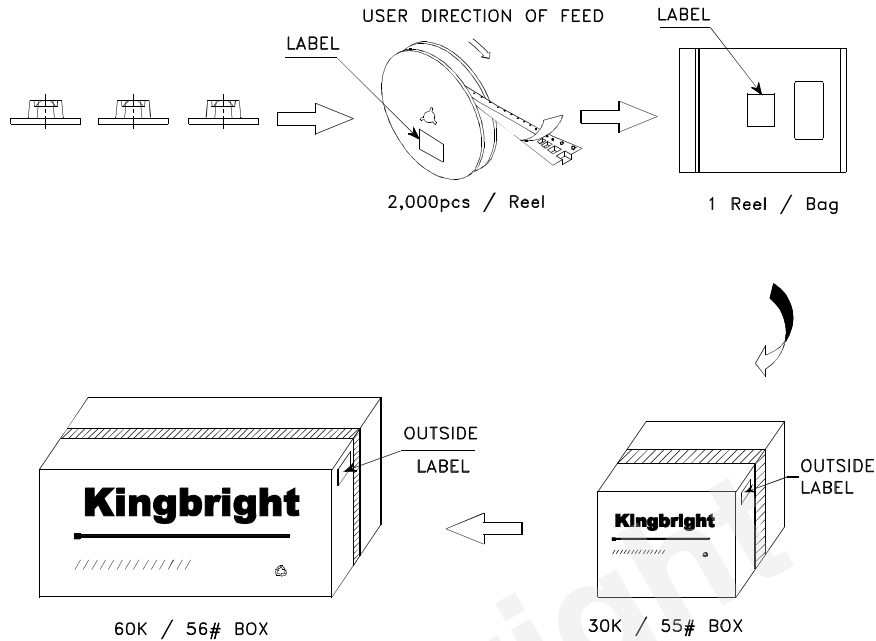 USER DIRECTION OF FEED
LABEL
LABEL
2,000pcs / Reel
1 Reel / Bag
OUTSIDE
LABEL
OUTSIDE
LABEL
Kingbright
Kingbright
60K / 56# BOX
30K / 55# BOX